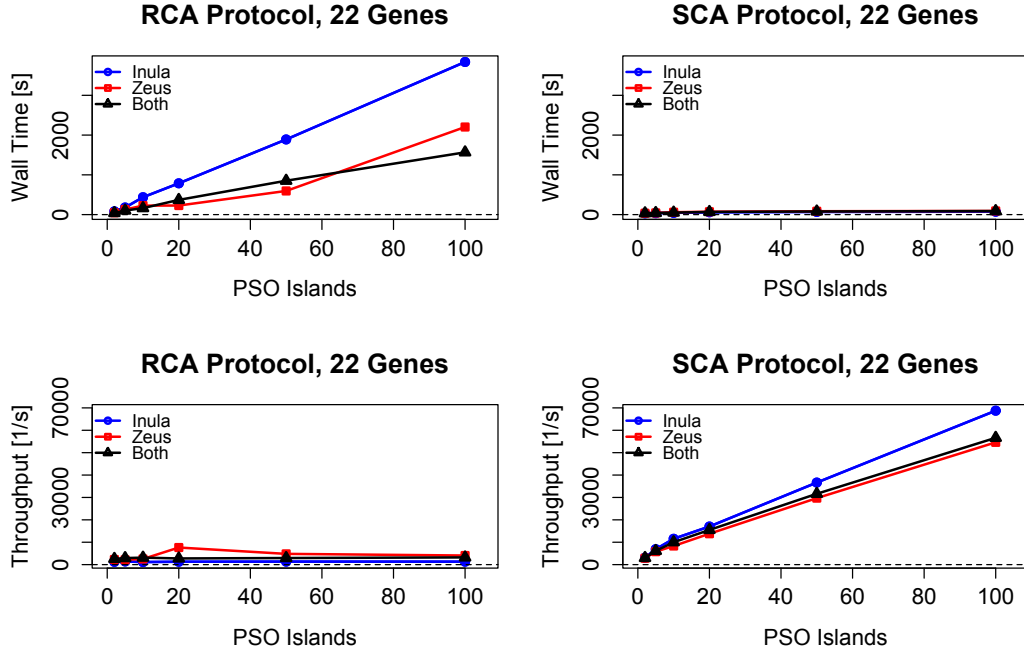 RCA Protocol, 22 Genes
Wall Time [s]
2000
0
Inula
Zeus
Both
0 20 40 60 80 100
PSO Islands
SCA Protocol, 22 Genes
Wall Time [s]
2000
0
Inula
Zeus
Both
0 20 40 60 80 100
PSO Islands
RCA Protocol, 22 Genes
Throughput [1/s]
70000
30000
0
Inula
Zeus
Both
0 20 40 60 80 100
PSO Islands
SCA Protocol, 22 Genes
Throughput [1/s]
70000
30000
0
Inula
Zeus
Both
0 20 40 60 80 100
PSO Islands